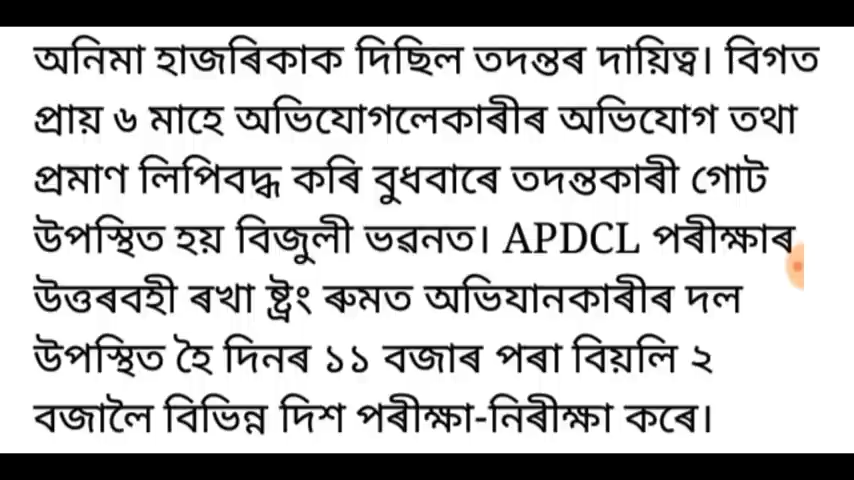 অনিমা হাজৰিকাক দিছিল তদন্তৰ দায়িত্ব। বিগত
প্ৰায় ৬ মাহে অভিযোগলেকাৰীৰ অভিযোগ তথা
প্ৰমাণ লিপিবদ্ধ কৰি বুধবাৰে তদন্তকাৰী গোট
উপস্থিত হয় বিজুলী ভৱনত। APDCL পৰীক্ষাৰ
উত্তৰবহী ৰখা ষ্ট্ৰং ৰুমত অভিযানকাৰীৰ দল
উপস্থিত হৈ দিনৰ ১১ বজাৰ পৰা বিয়লি ২
বজালৈ বিভিন্ন দিশ পৰীক্ষা-নিৰীক্ষা কৰে।